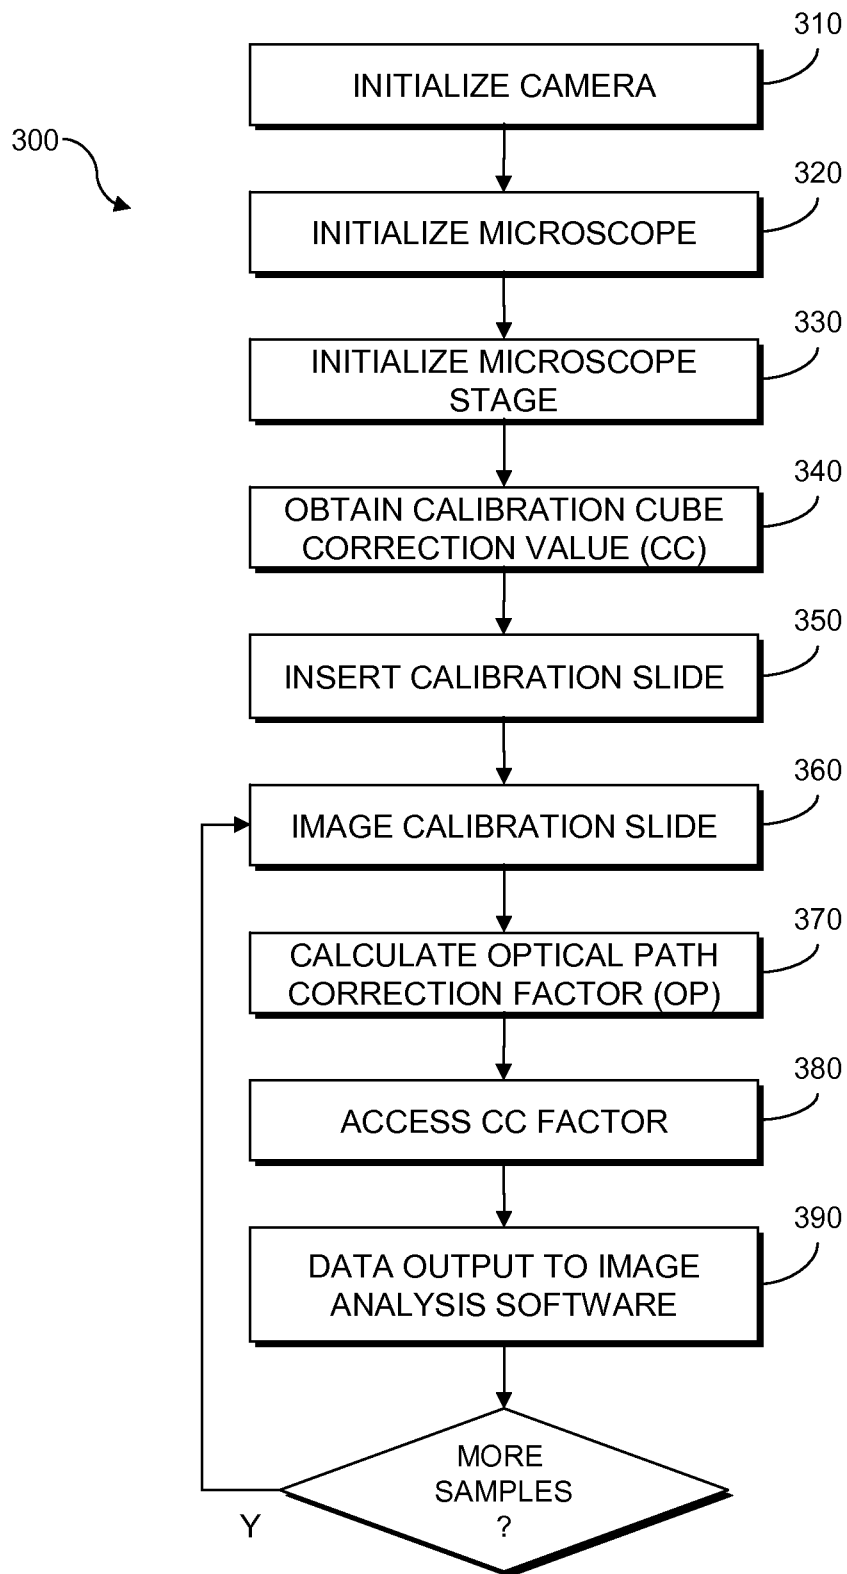 310
INITIALIZE CAMERA
300
320
INITIALIZE MICROSCOPE
330
INITIALIZE MICROSCOPE
STAGE
340
OBTAIN CALIBRATION CUBE
CORRECTION VALUE (CC)
350
INSERT CALIBRATION SLIDE
360
IMAGE CALIBRATION SLIDE
370
CALCULATE OPTICAL PATH
CORRECTION FACTOR (OP)
380
ACCESS CC FACTOR
390
DATA OUTPUT TO IMAGE
ANALYSIS SOFTWARE
MORE
SAMPLES
?
Y